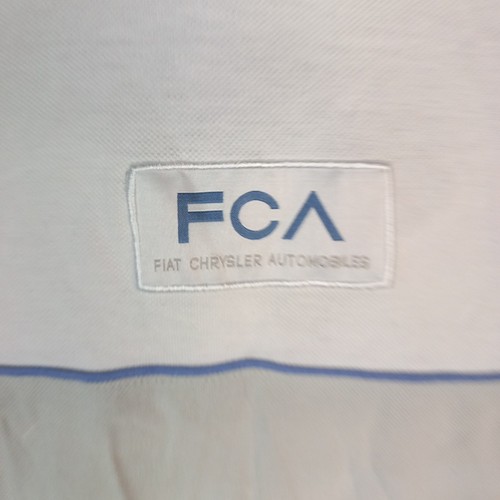 FCA
FIAT CHRYSLER AUTOMOBILES